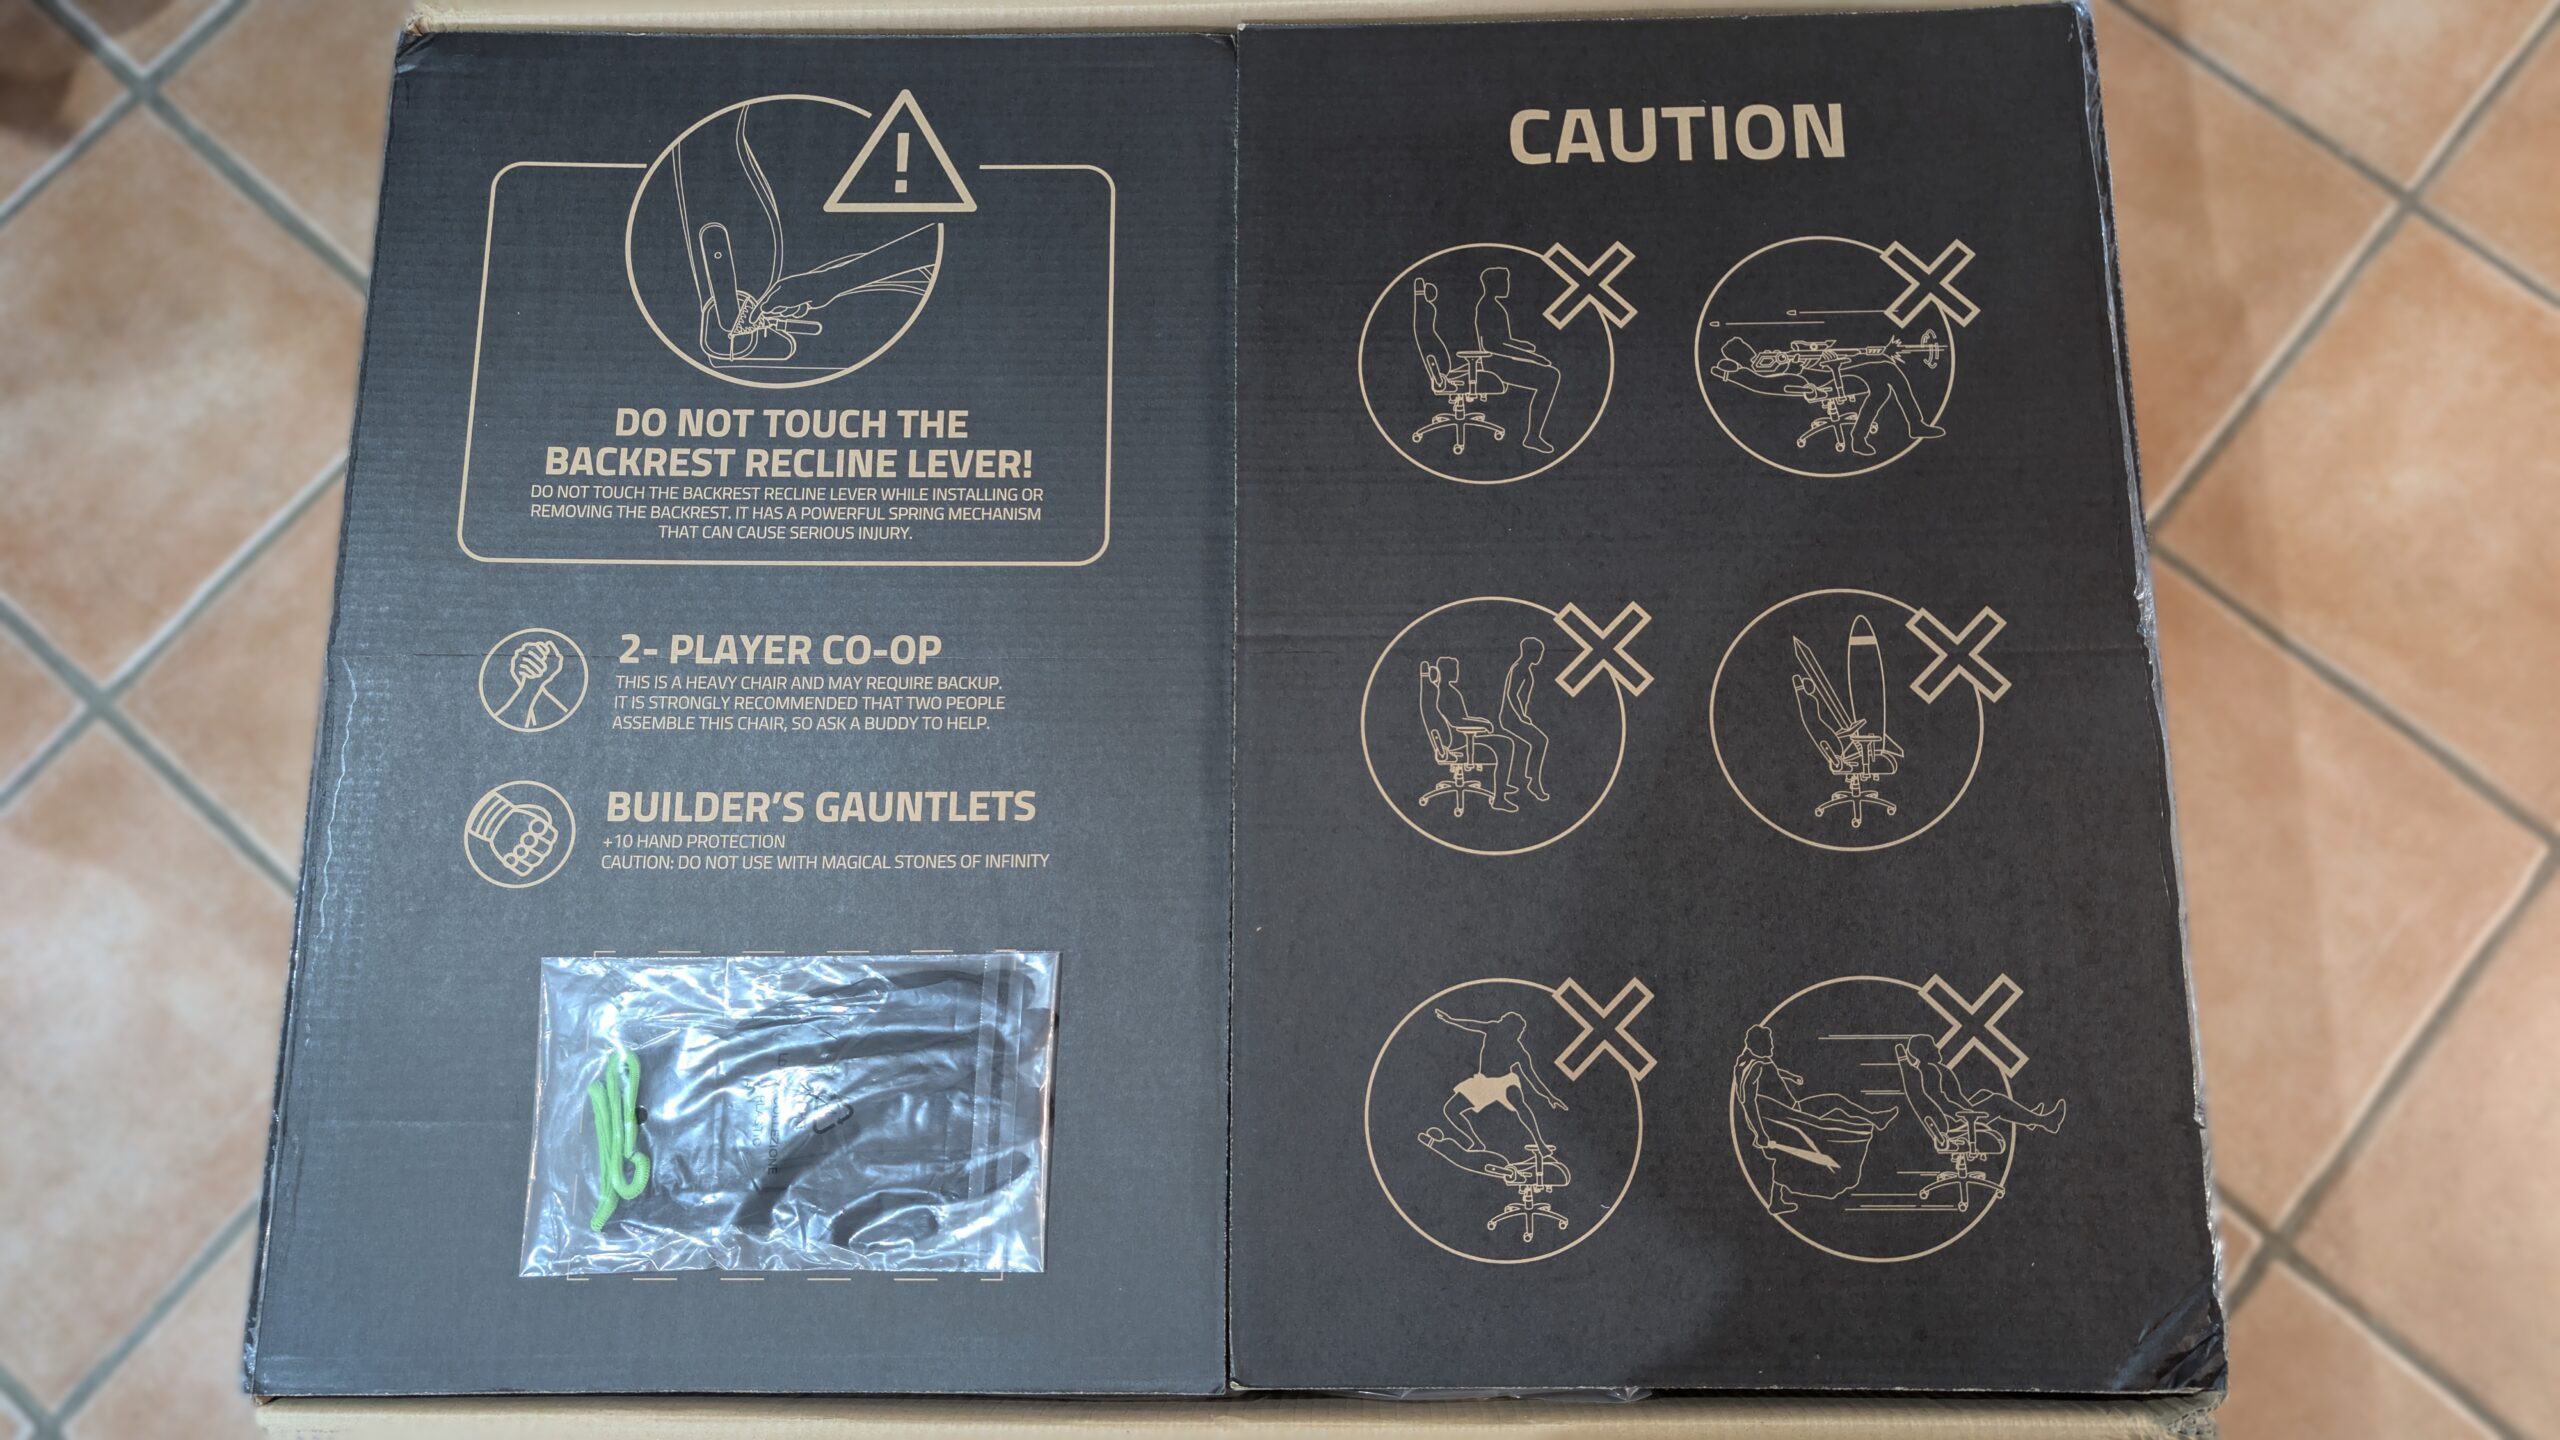 !
DO NOT TOUCH THE
BACKREST RECLINE LEVER!
DO NOT TOUCH THE BACKREST RECLINE LEVER WHILE INSTALLING OR
REMOVING THE BACKREST. IT HAS A POWERFUL SPRING MECHANISM
THAT CAN CAUSE SERIOUS INJURY.
2- PLAYER CO-OP
THIS IS A HEAVY CHAIR AND MAY REQUIRE BACKUP.
IT IS STRONGLY RECOMMENDED THAT TWO PEOPLE
ASSEMBLE THIS CHAIR, SO ASK A BUDDY TO HELP.
BUILDER'S GAUNTLETS
+10 HAND PROTECTION
CAUTION: DO NOT USE WITH MAGICAL STONES OF INFINITY
CAUTION